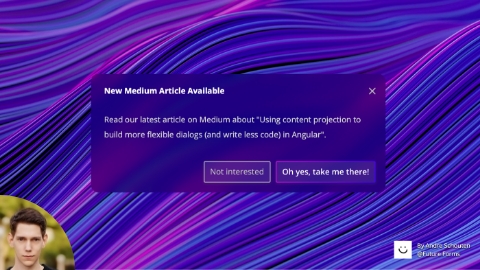 New Medium Article Available
Read our latest article on Medium about "Using content projection to
build more flexible dialogs (and write less code) in Angular".
Not interested
Oh yes, take me there!
By Andre Schouten
@Future Forms